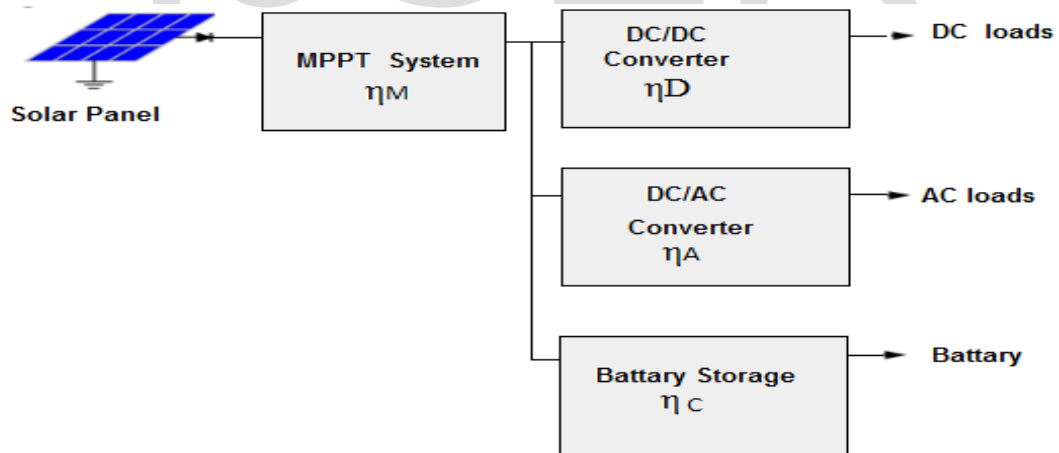 Solar Panel
MPPT System
ηM
DC/DC
Converter
ηD
DC loads
DC/AC
Converter
ηA
AC loads
Battary Storage
η C
Battary